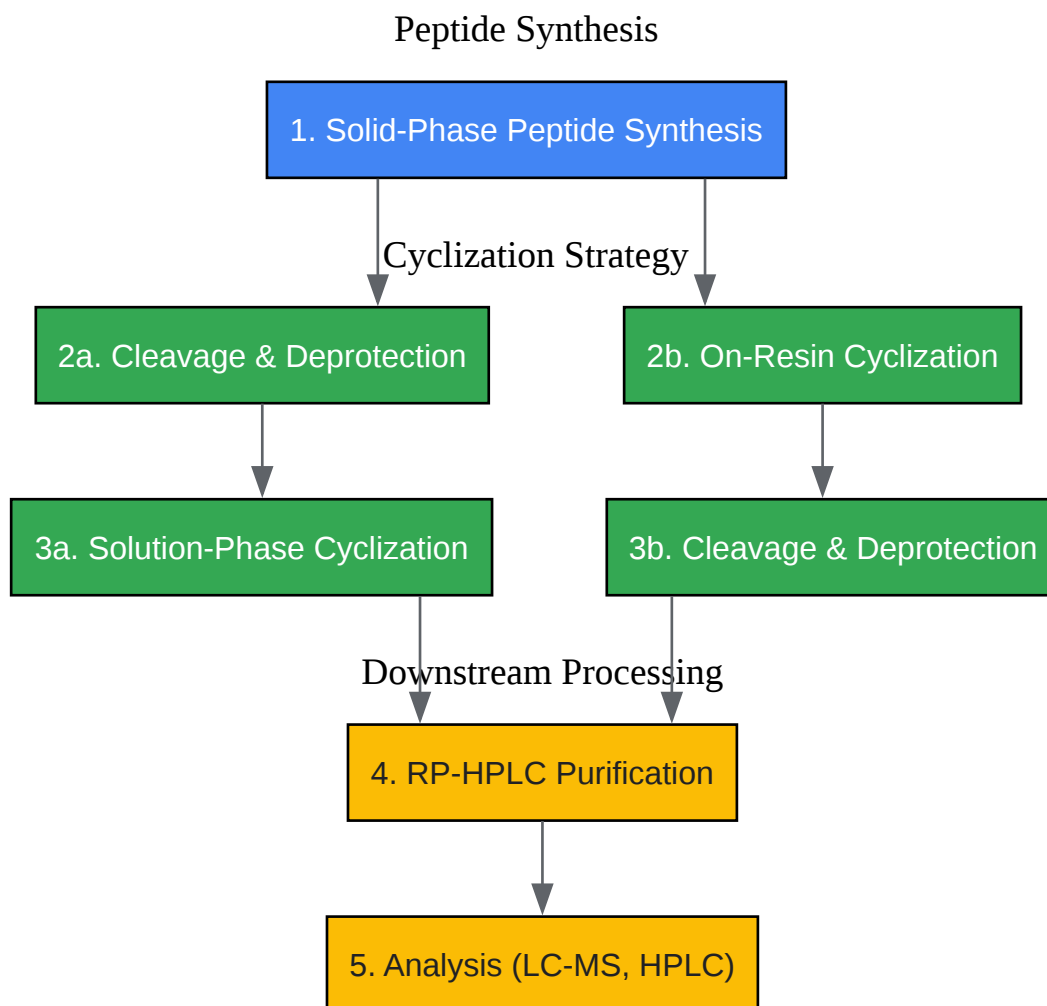 Peptide Synthesis
1. Solid-Phase Peptide Synthesis
Cyclization Strategy
2a. Cleavage & Deprotection
2b. On-Resin Cyclization
3a. Solution-Phase Cyclization
3b. Cleavage & Deprotection
Downstream Processing
4. RP-HPLC Purification
5. Analysis (LC-MS, HPLC)